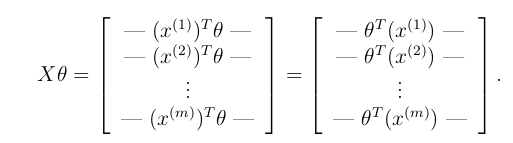 Xθ = [ — (x^{(1)})^T θ — ; — (x^{(2)})^T θ — ; ⋮ ; — (x^{(m)})^T θ — ] = [ — θ^T (x^{(1)}) — ; — θ^T (x^{(2)}) — ; ⋮ ; — θ^T (x^{(m)}) — ] .